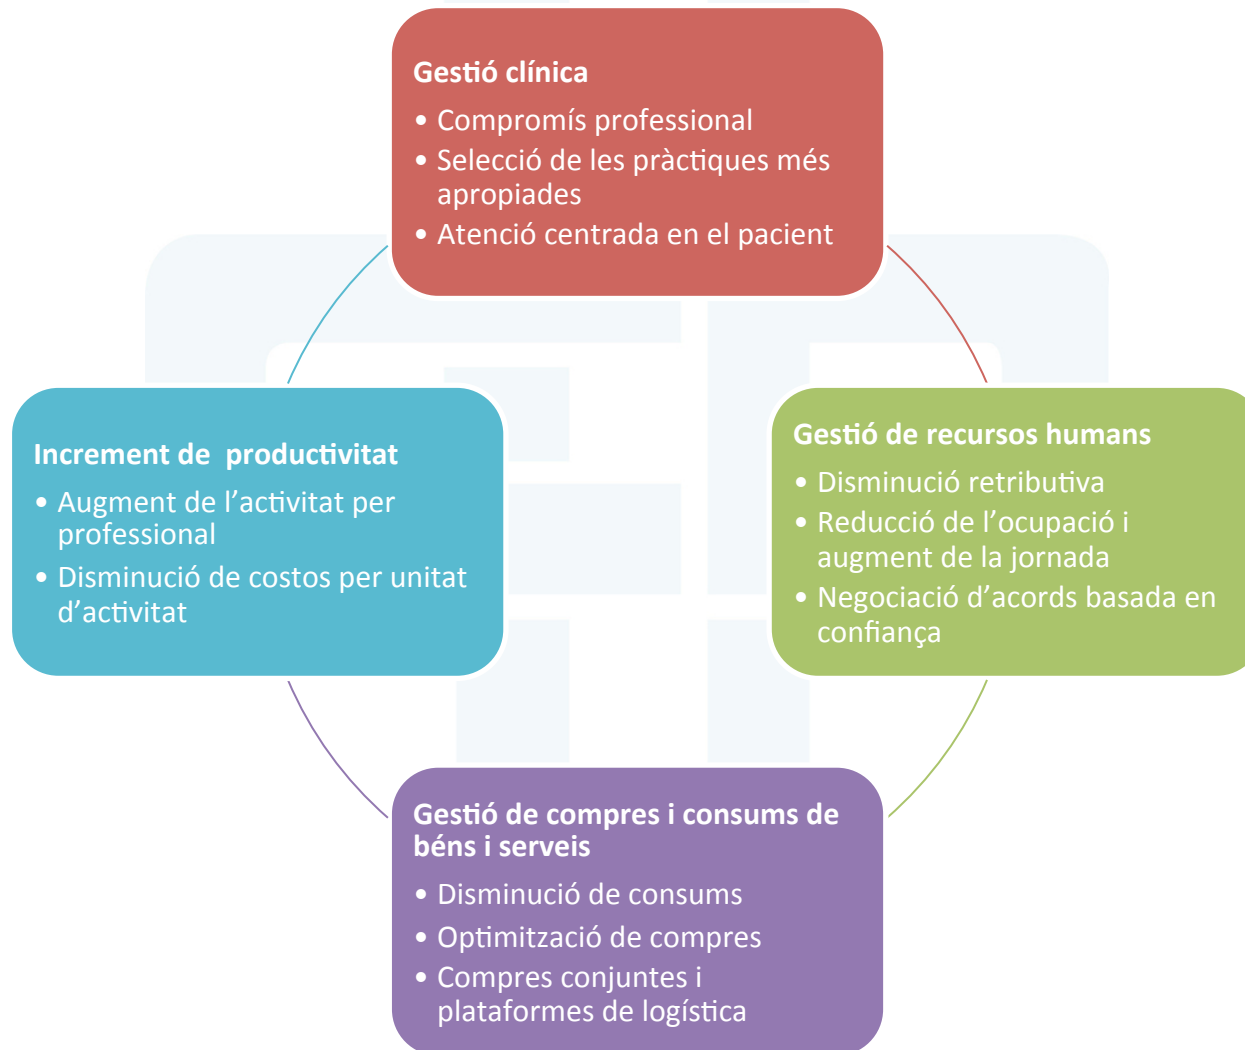 Gestió clínica
• Compromís professional
• Selecció de les pràctiques més
apropiades
• Atenció centrada en el pacient
Increment de  productivitat
• Augment de l’activitat per
professional
• Disminució de costos per unitat
d’activitat
Gestió de recursos humans
• Disminució retributiva
• Reducció de l’ocupació i
augment de la jornada
• Negociació d’acords basada en
confiança
Gestió de compres i consums de
béns i serveis
• Disminució de consums
• Optimització de compres
• Compres conjuntes i
plataformes de logística